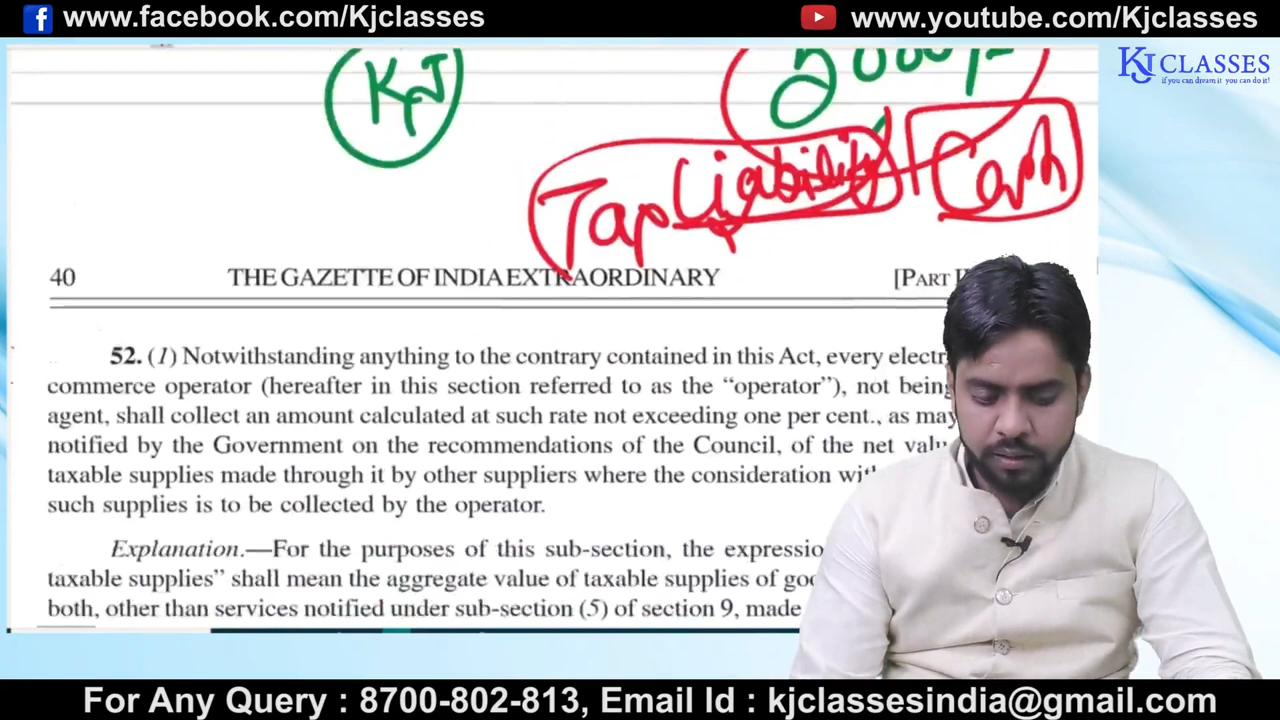 www.facebook.com/Kjclasses
www.youtube.com/Kjclasses
KJ CLASSES
if you can dream it you can do it!
KJ
Tax Liability
Cash
40 THE GAZETTE OF INDIA EXTRAORDINARY [PART
52. (1) Notwithstanding anything to the contrary contained in this Act, every electr
commerce operator (hereafter in this section referred to as the “operator”), not being
agent, shall collect an amount calculated at such rate not exceeding one per cent., as may
notified by the Government on the recommendations of the Council, of the net valu
taxable supplies made through it by other suppliers where the consideration wit
such supplies is to be collected by the operator.
Explanation.—For the purposes of this sub-section, the expressio
taxable supplies” shall mean the aggregate value of taxable supplies of goo
both, other than services notified under sub-section (5) of section 9, made
For Any Query : 8700-802-813, Email Id : kjclassesindia@gmail.com